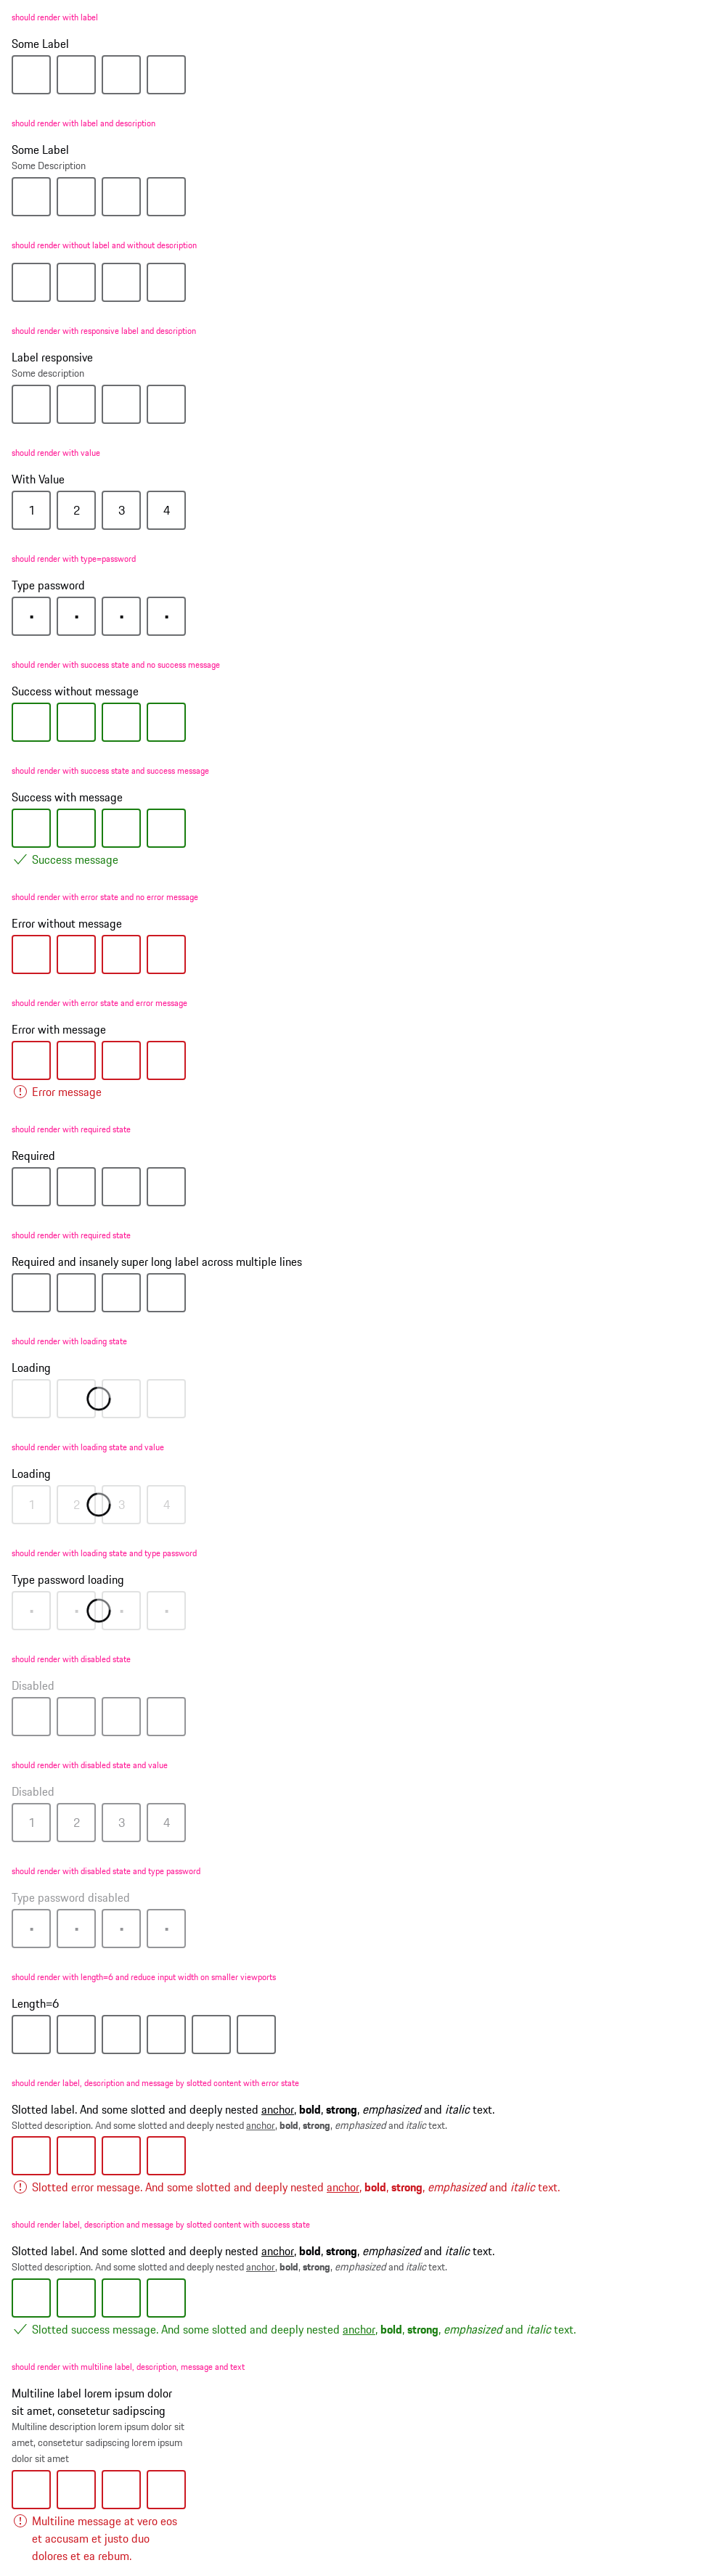 should render with label
Some Label
should render with label and description
Some Label
Some Description
should render without label and without description
should render with responsive label and description
Label responsive
Some description
should render with value
With Value
1 2 3 4
should render with type=password
Type password
should render with success state and no success message
Success without message
should render with success state and success message
Success with message
Success message
should render with error state and no error message
Error without message
should render with error state and error message
Error with message
Error message
should render with required state
Required
should render with required state
Required and insanely super long label across multiple lines
should render with loading state
Loading
should render with loading state and value
Loading
1 2 3 4
should render with loading state and type password
Type password loading
should render with disabled state
Disabled
should render with disabled state and value
Disabled
1 2 3 4
should render with disabled state and type password
Type password disabled
should render with length=6 and reduce input width on smaller viewports
Length=6
should render label, description and message by slotted content with error state
Slotted label. And some slotted and deeply nested anchor, bold, strong, emphasized and italic text.
Slotted description. And some slotted and deeply nested anchor, bold, strong, emphasized and italic text.
Slotted error message. And some slotted and deeply nested anchor, bold, strong, emphasized and italic text.
should render label, description and message by slotted content with success state
Slotted label. And some slotted and deeply nested anchor, bold, strong, emphasized and italic text.
Slotted description. And some slotted and deeply nested anchor, bold, strong, emphasized and italic text.
Slotted success message. And some slotted and deeply nested anchor, bold, strong, emphasized and italic text.
should render with multiline label, description, message and text
Multiline label lorem ipsum dolor
sit amet, consetetur sadipscing
Multiline description lorem ipsum dolor sit
amet, consetetur sadipscing lorem ipsum
dolor sit amet
Multiline message at vero eos
et accusam et justo duo
dolores et ea rebum.